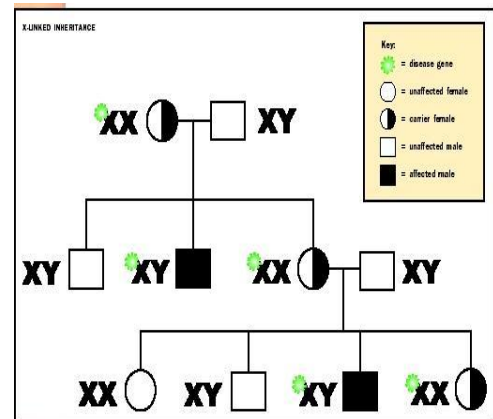 X-LINKED INHERITANCE
Key:
= disease gene
= unaffected female
= carrier female
= unaffected male
= affected male
XX XY
XY XY XX XY
XX XY XY XX